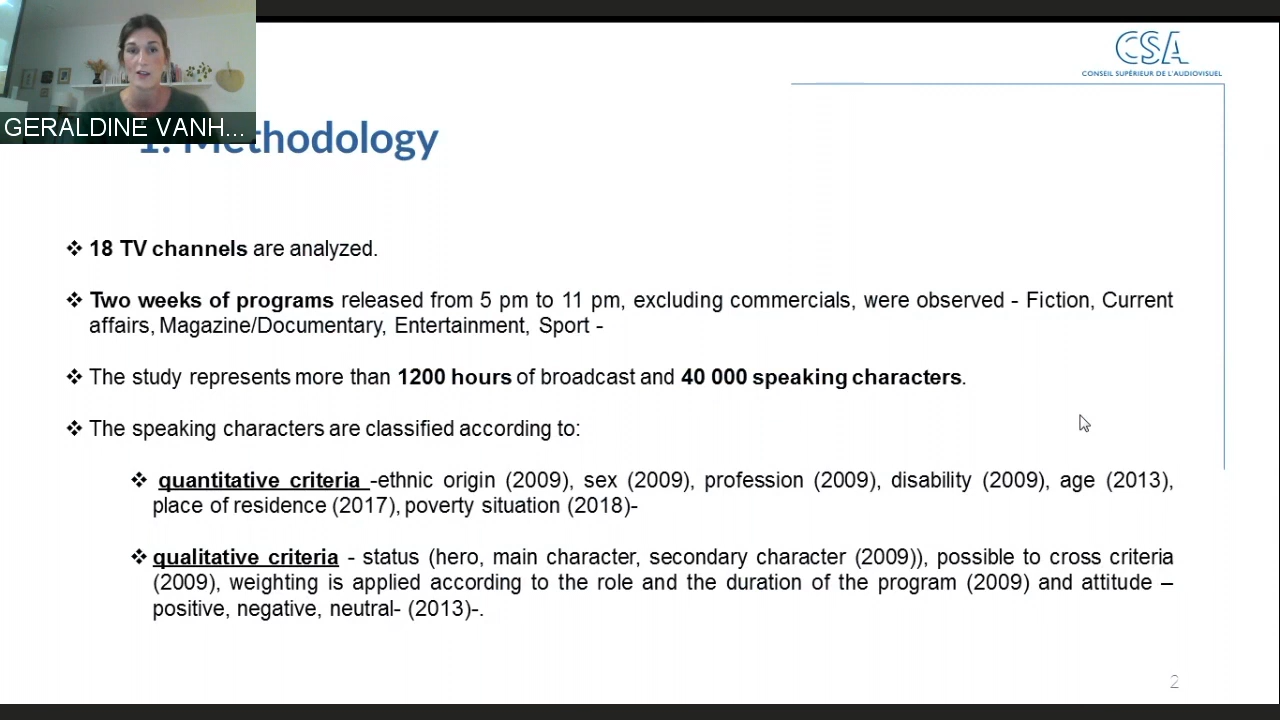 CSA
CONSEIL SUPÉRIEUR DE L'AUDIOVISUEL
GERALDINE VANH...
1. Methodology
❖ 18 TV channels are analyzed.
❖ Two weeks of programs released from 5 pm to 11 pm, excluding commercials, were observed - Fiction, Current
affairs, Magazine/Documentary, Entertainment, Sport -
❖ The study represents more than 1200 hours of broadcast and 40 000 speaking characters.
❖ The speaking characters are classified according to:
❖ quantitative criteria -ethnic origin (2009), sex (2009), profession (2009), disability (2009), age (2013),
place of residence (2017), poverty situation (2018)-
❖ qualitative criteria - status (hero, main character, secondary character (2009)), possible to cross criteria
(2009), weighting is applied according to the role and the duration of the program (2009) and attitude –
positive, negative, neutral- (2013)-.
2